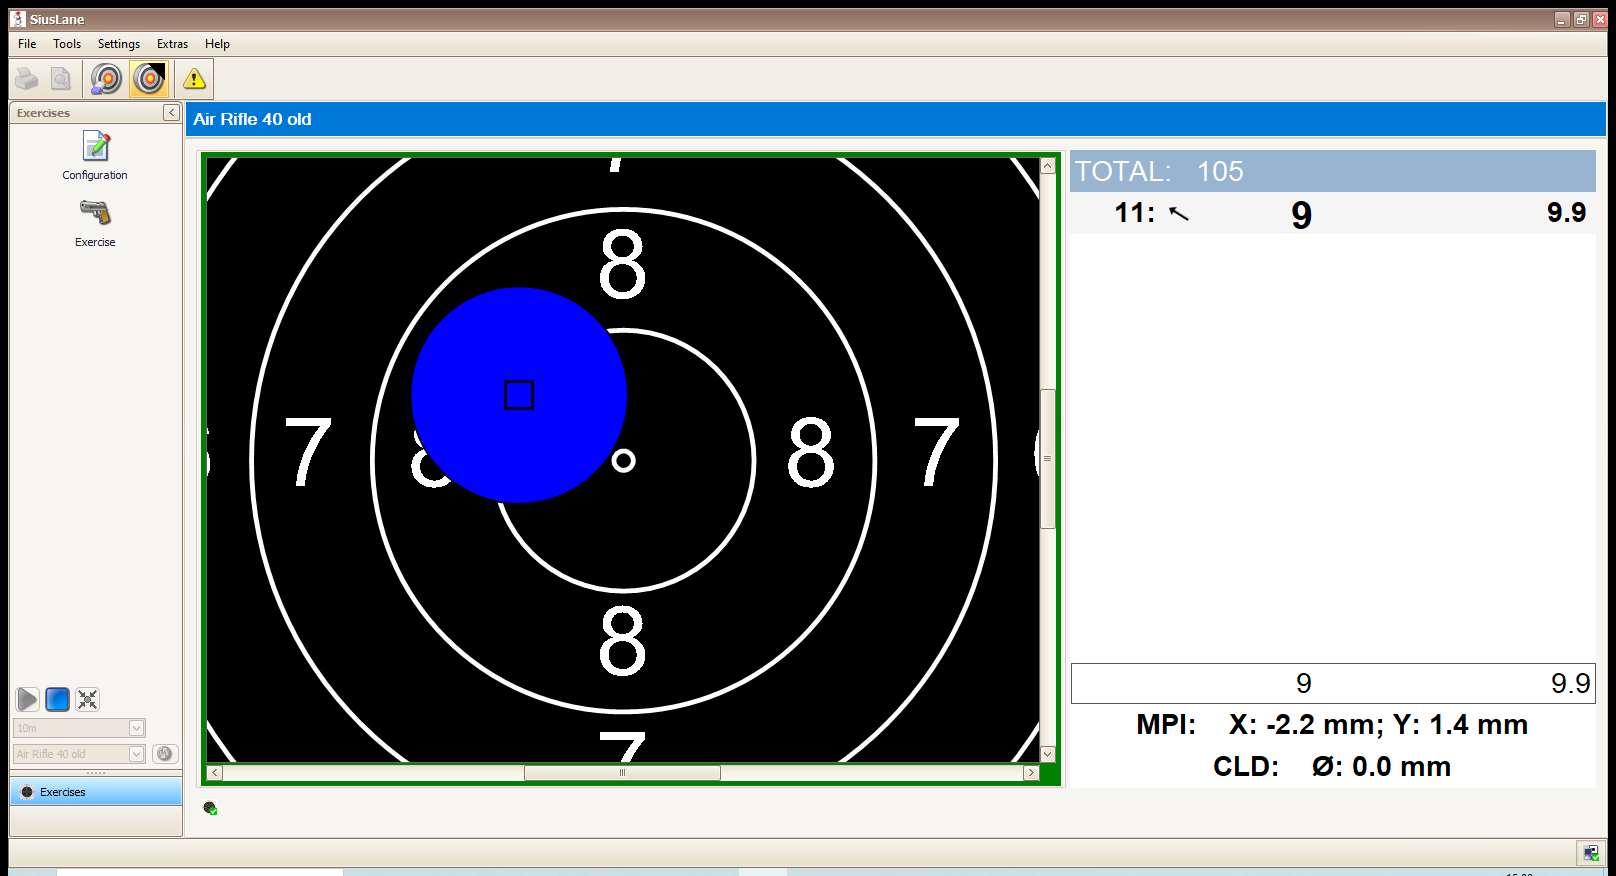 SiusLane
File Tools Settings Extras Help
Exercises
Configuration
Exercise
10m
Air Rifle 40 old
Exercises
Air Rifle 40 old
8
7 8 8 7
8
7
TOTAL: 105
11: 9 9.9
9 9.9
MPI: X: -2.2 mm; Y: 1.4 mm
CLD: Ø: 0.0 mm